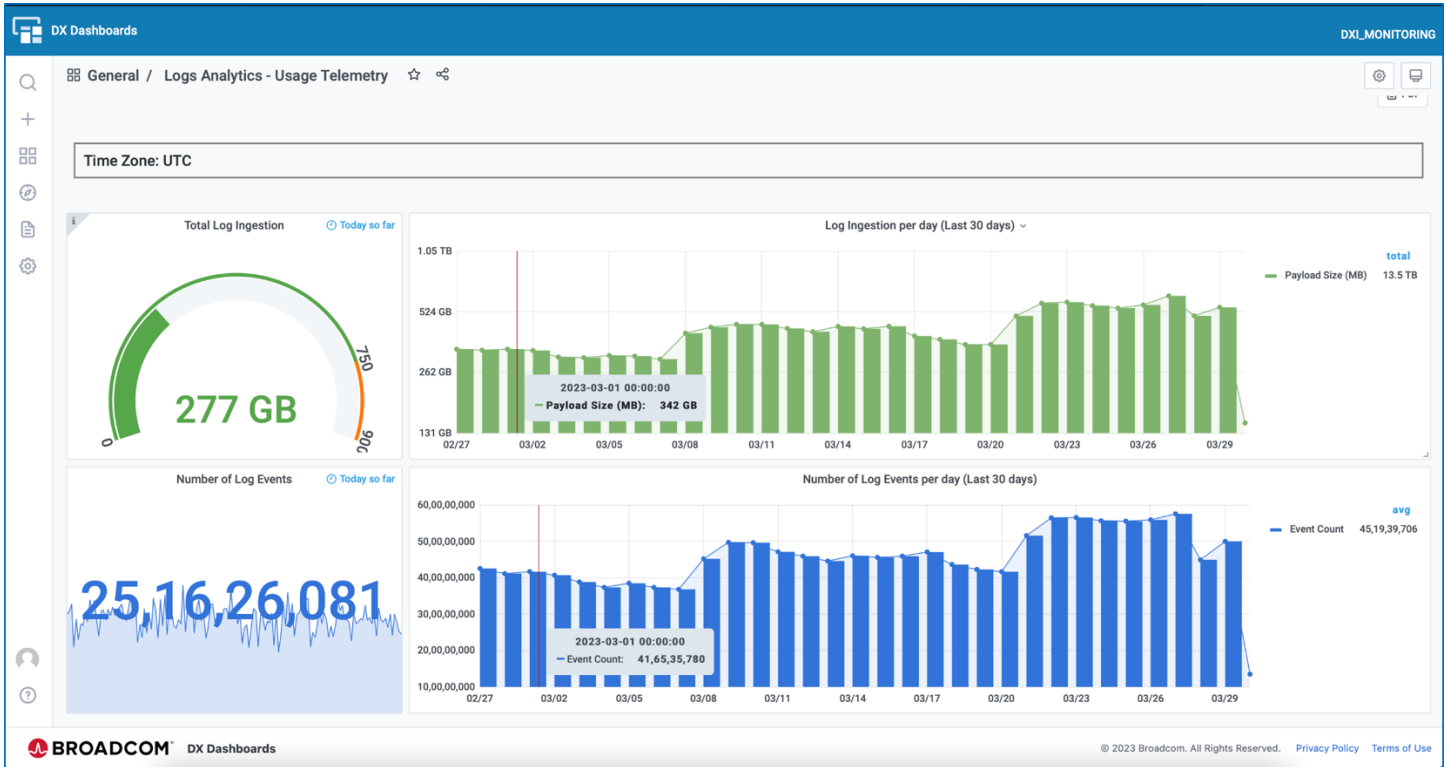 DX Dashboards
DXI_MONITORING
General / Logs Analytics - Usage Telemetry
Time Zone: UTC
i
Total Log Ingestion
Today so far
0
750
900
277 GB
Log Ingestion per day (Last 30 days)
1.05 TB
524 GB
262 GB
131 GB
02/27 03/02 03/05 03/08 03/11 03/14 03/17 03/20 03/23 03/26 03/29
2023-03-01 00:00:00
Payload Size (MB): 342 GB
total
Payload Size (MB) 13.5 TB
Number of Log Events
Today so far
25,16,26,081
Number of Log Events per day (Last 30 days)
60,00,00,000
50,00,00,000
40,00,00,000
30,00,00,000
20,00,00,000
10,00,00,000
02/27 03/02 03/05 03/08 03/11 03/14 03/17 03/20 03/23 03/26 03/29
2023-03-01 00:00:00
Event Count: 41,65,35,780
avg
Event Count 45,19,39,706
BROADCOM® DX Dashboards
© 2023 Broadcom. All Rights Reserved. Privacy Policy Terms of Use